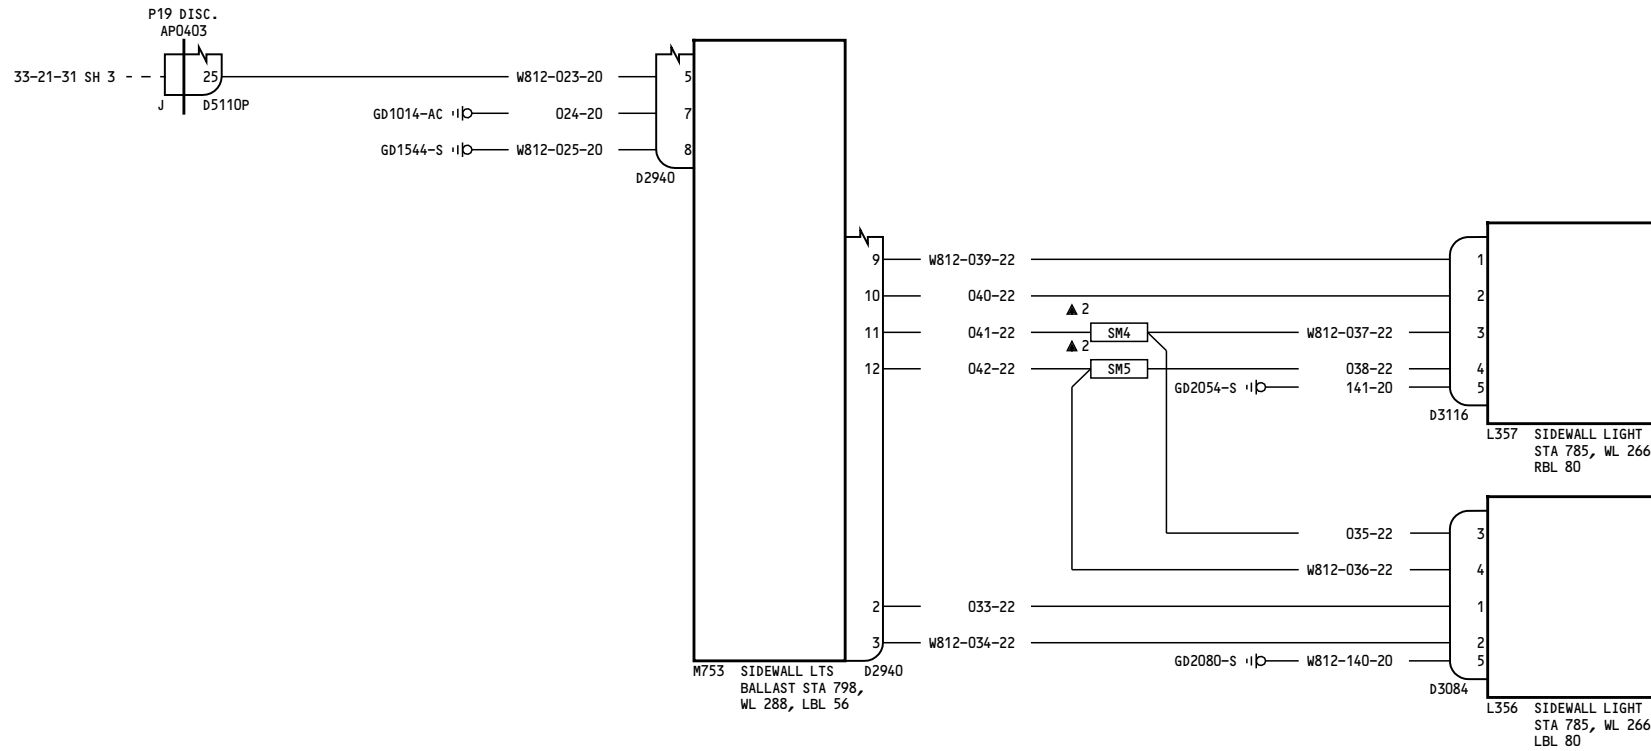 P19 DISC.
AP0403
33-21-31 SH 3
25
J
D5110P
W812-023-20
5
GD1014-AC
024-20
7
GD1544-S
W812-025-20
8
D2940
9
W812-039-22
1
10
040-22
2
2
11
041-22
SM4
W812-037-22
3
2
12
042-22
SM5
038-22
4
GD2054-S
141-20
5
D3116
L357 SIDEWALL LIGHT
STA 785, WL 266
RBL 80
035-22
3
W812-036-22
4
2
033-22
1
3
W812-034-22
2
GD2080-S
W812-140-20
5
D3084
M753 SIDEWALL LTS
BALLAST STA 798,
WL 288, LBL 56
D2940
L356 SIDEWALL LIGHT
STA 785, WL 266
LBL 80